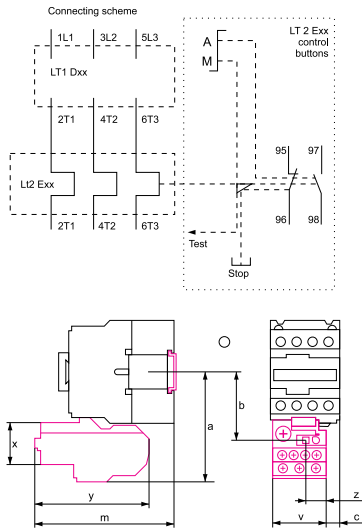 Connecting scheme
1L1 3L2 5L3
LT1 Dxx
2T1 4T2 6T3
Lt2 Exx
2T1 4T2 6T3
LT 2 Exx
control
buttons
A
M
95 97
96 98
Test
Stop
x
y
m
a
b
z
v
c